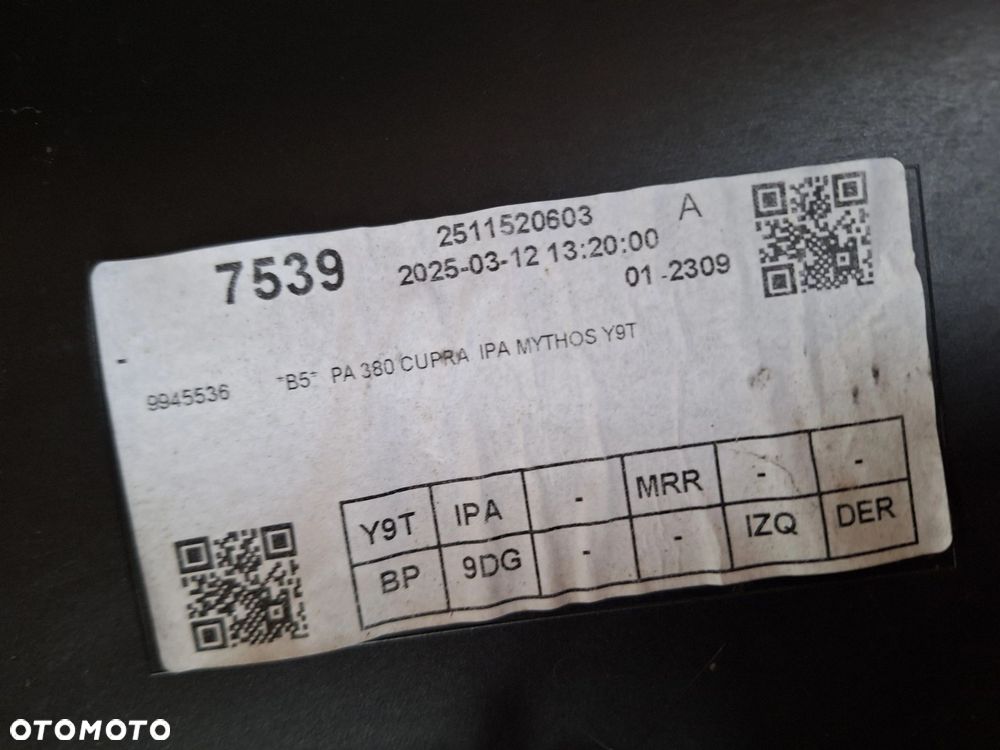 2511520603 A
7539 2025-03-12 13:20:00
01 -2309
-
9945536 *B5* PA 380 CUPRA IPA MYTHOS Y9T
Y9T IPA - MRR - -
BP 9DG - - IZQ DER
OTOMOTO